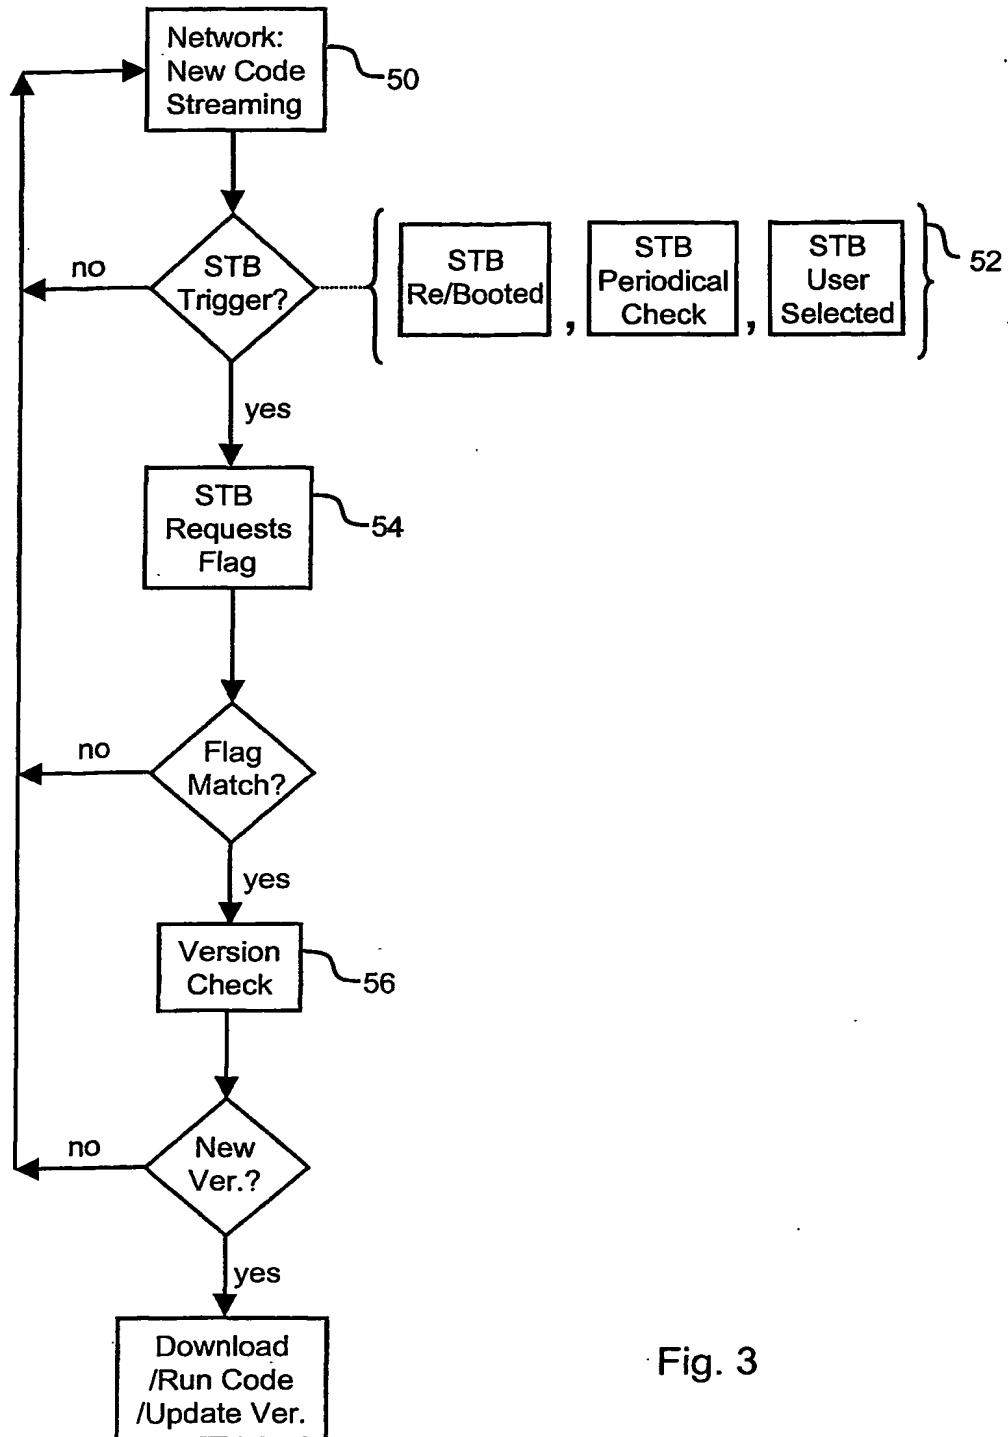 Network:
New Code
Streaming
50
STB
Trigger?
no
STB
Re/Booted
,
STB
Periodical
Check
,
STB
User
Selected
52
yes
STB
Requests
Flag
54
Flag
Match?
no
yes
Version
Check
56
New
Ver.?
no
yes
Download
/Run Code
/Update Ver.
Fig. 3